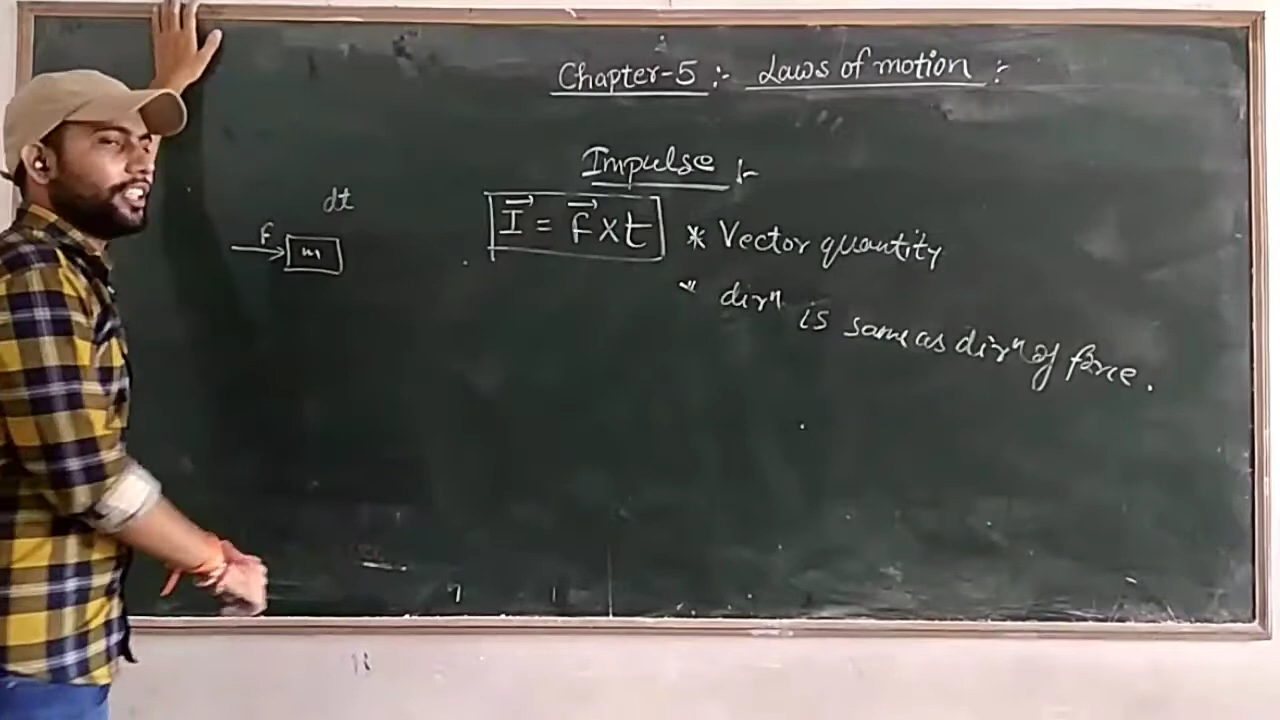 Chapter-5 :- Laws of motion :-
Impulse :-
dt
F
m
I⃗ = F⃗ x t
* Vector quantity
* dirⁿ is same as dirⁿ of force.